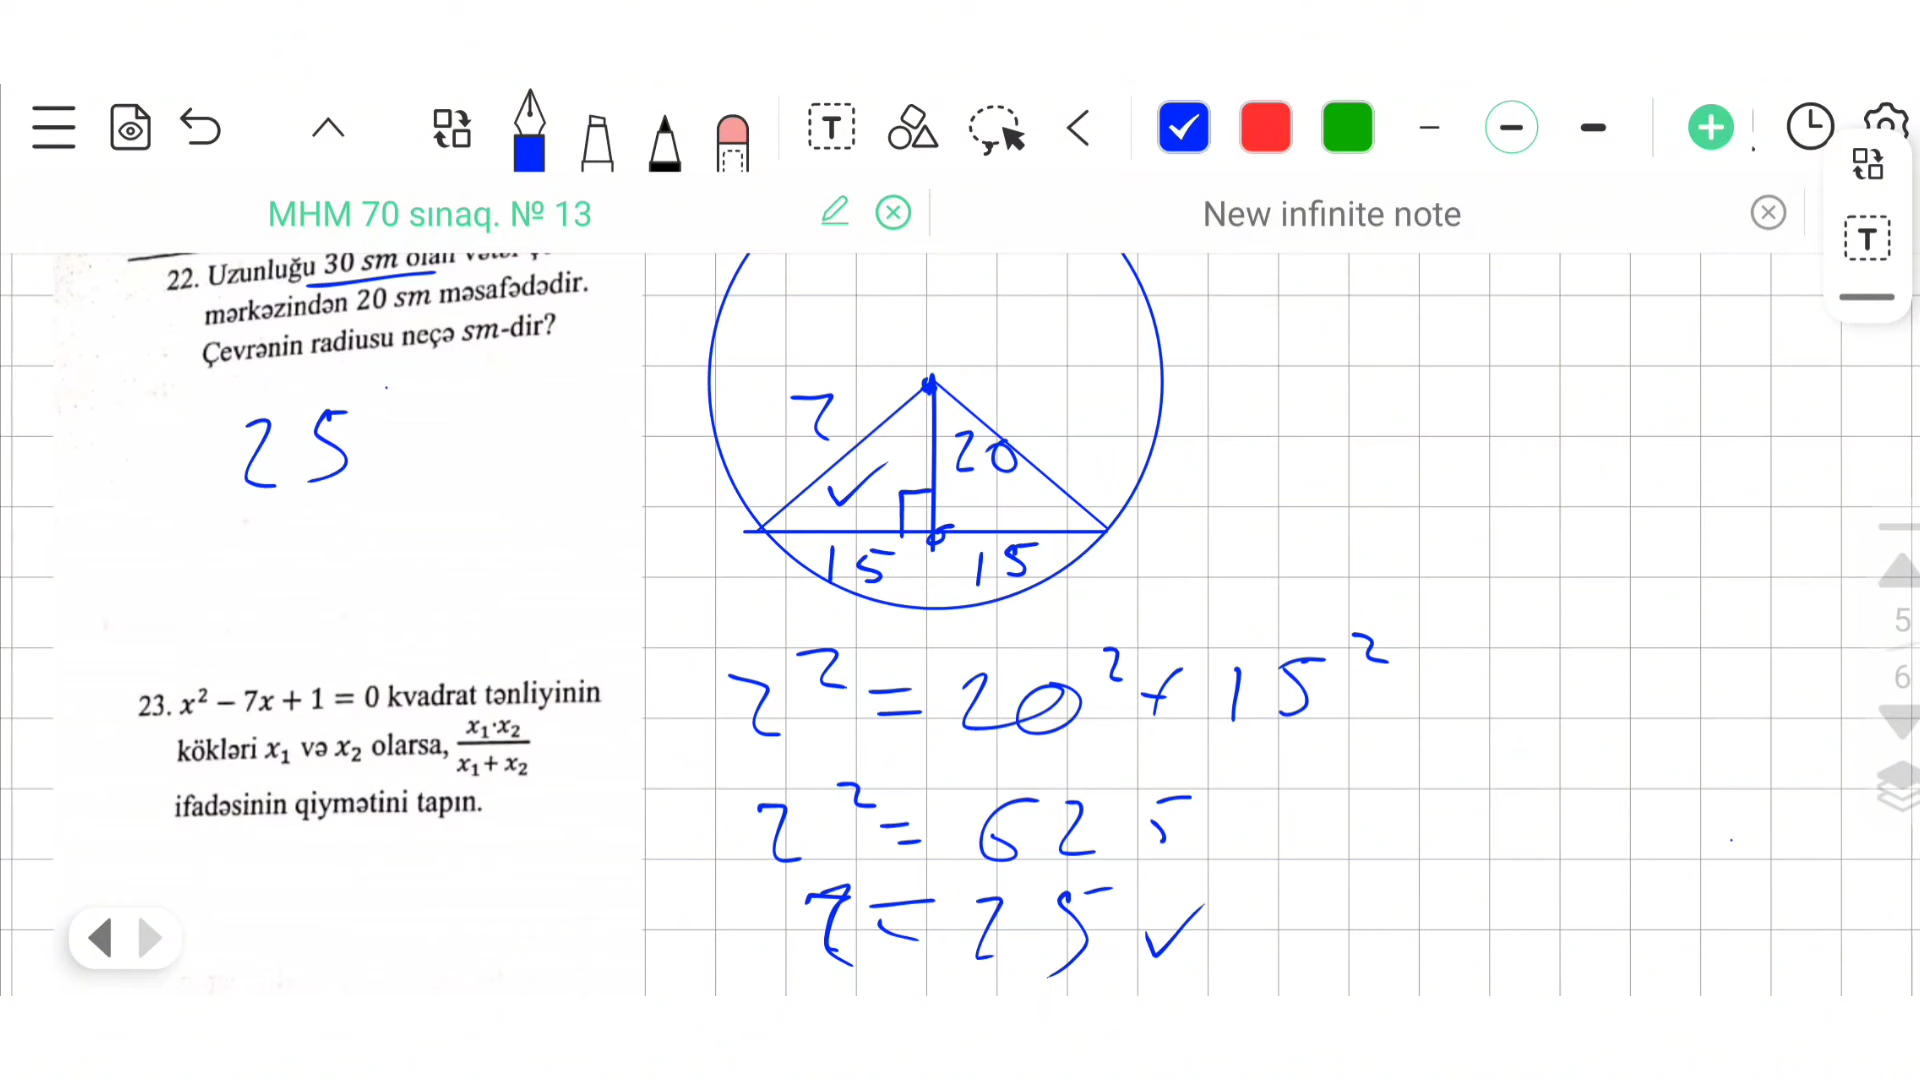 T
MHM 70 sınaq. № 13
New infinite note
T
22. Uzunluğu 30 sm olan
mərkəzindən 20 sm məsafədədir.
Çevrənin radiusu neçə sm-dir?
25
r
20
15 15
r² = 20² + 15²
r² = 625
r = 25 ✓
23. x² − 7x + 1 = 0 kvadrat tənliyinin
kökləri x₁ və x₂ olarsa, x₁·x₂ / x₁+x₂
ifadəsinin qiymətini tapın.
5
6